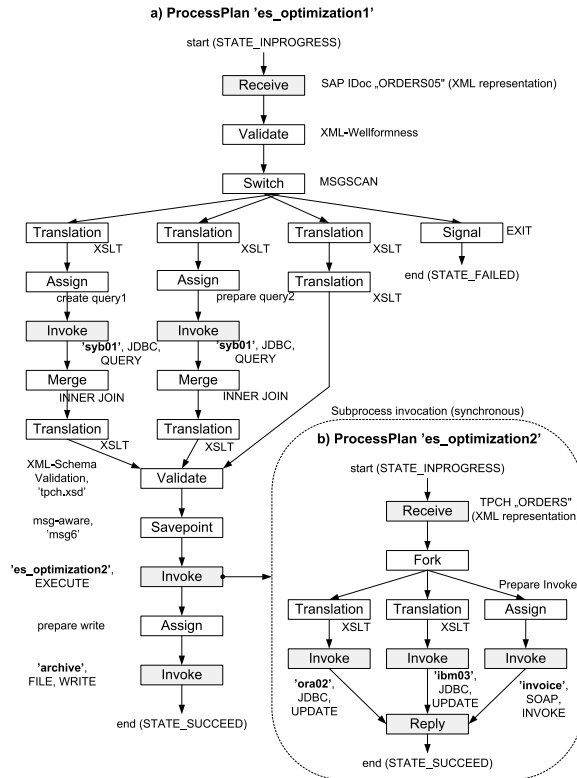 a) ProcessPlan 'es_optimization1'
start (STATE_INPROGRESS)
Receive
SAP IDoc „ORDERS05" (XML representation)
Validate
XML-Wellformness
Switch
MSGSCAN
Translation
Translation
Translation
Signal
EXIT
XSLT
XSLT
XSLT
end (STATE_FAILED)
Assign
Assign
Translation
XSLT
create query1
prepare query2
Invoke
Invoke
'syb01', JDBC,
QUERY
'syb01', JDBC,
QUERY
Merge
Merge
INNER JOIN
INNER JOIN
Translation
Translation
XSLT
XSLT
XML-Schema
Validation,
'tpch.xsd'
Validate
msg-aware,
'msg6'
Savepoint
'es_optimization2',
EXECUTE
Invoke
prepare write
Assign
'archive',
FILE, WRITE
Invoke
end (STATE_SUCCEED)
Subprocess invocation (synchronous)
b) ProcessPlan 'es_optimization2'
start (STATE_INPROGRESS)
Receive
TPCH „ORDERS"
(XML representation
Fork
Prepare Invoke
Translation
Translation
Assign
XSLT
XSLT
Invoke
Invoke
Invoke
'ora02',
JDBC,
UPDATE
'ibm03',
JDBC,
UPDATE
'invoice',
SOAP,
INVOKE
Reply
end (STATE_SUCCEED)